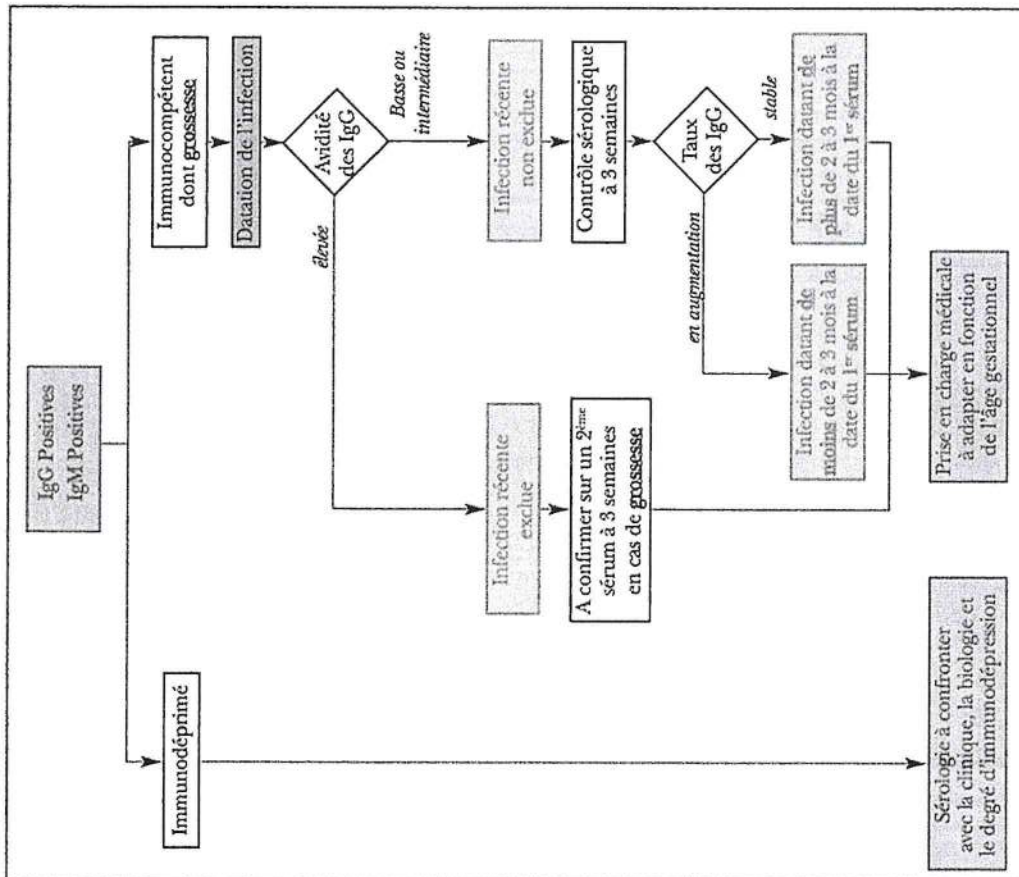 IgG Positives
IgM Positives
Immunodéprimé
Immunocompétent
dont grossesse
Datation de l'infection
Avidité
des IgG
élevée
Basse ou
intermédiaire
Infection récente
exclue
Infection récente
non exclue
A confirmer sur un 2ème
sérum à 3 semaines
en cas de grossesse
Contrôle sérologique
à 3 semaines
Taux
des IgG
en augmentation
stable
Infection datant de
moins de 2 à 3 mois à la
date du 1er sérum
Infection datant de
plus de 2 à 3 mois à la
date du 1er sérum
Sérologie à confronter
avec la clinique, la biologie et
le degré d'immunodépression
Prise en charge médicale
à adapter en fonction
de l'âge gestationnel